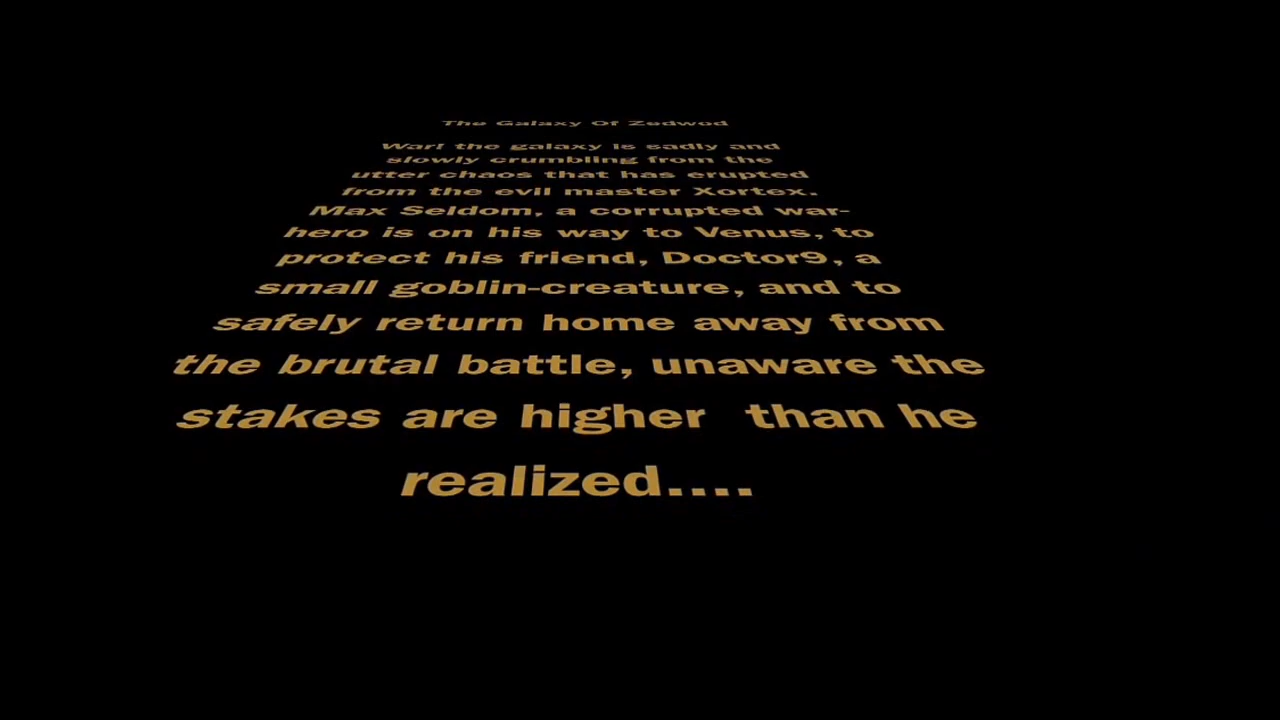 The Galaxy Of Zedwod
War! the galaxy is sadly and
slowly crumbling from the
utter chaos that has erupted
from the evil master Xortex.
Max Seldom, a corrupted war-
hero is on his way to Venus, to
protect his friend, Doctor9, a
small goblin-creature, and to
safely return home away from
the brutal battle, unaware the
stakes are higher  than he
realized....